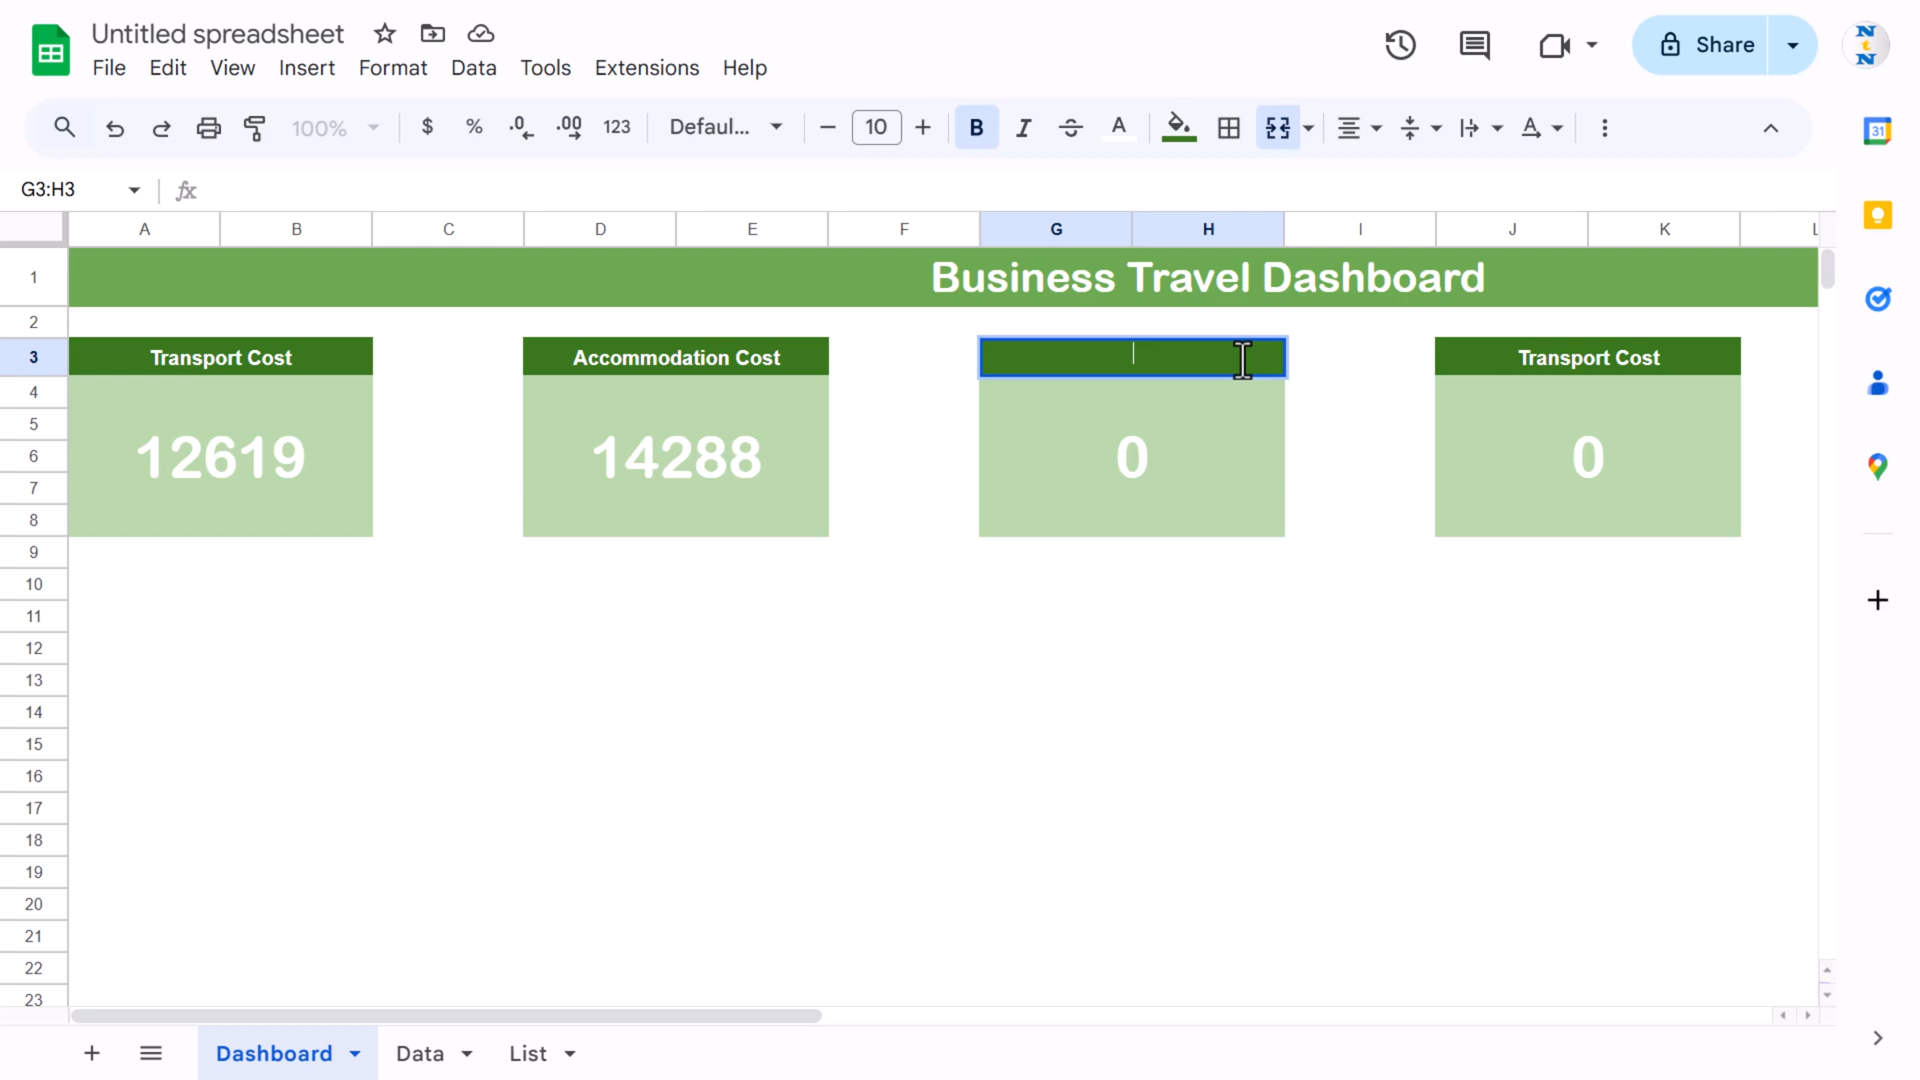 Untitled spreadsheet
File Edit View Insert Format Data Tools Extensions Help
Share
N
t
N
100% $ % .0 .00 123 Defaul... 10 B I S A
31
G3:H3 fx
A B C D E F G H I J K L
1 Business Travel Dashboard
2
3 Transport Cost Accommodation Cost Transport Cost
4
5
6 12619 14288 0 0
7
8
9
10
11
12
13
14
15
16
17
18
19
20
21
22
23
Dashboard Data List